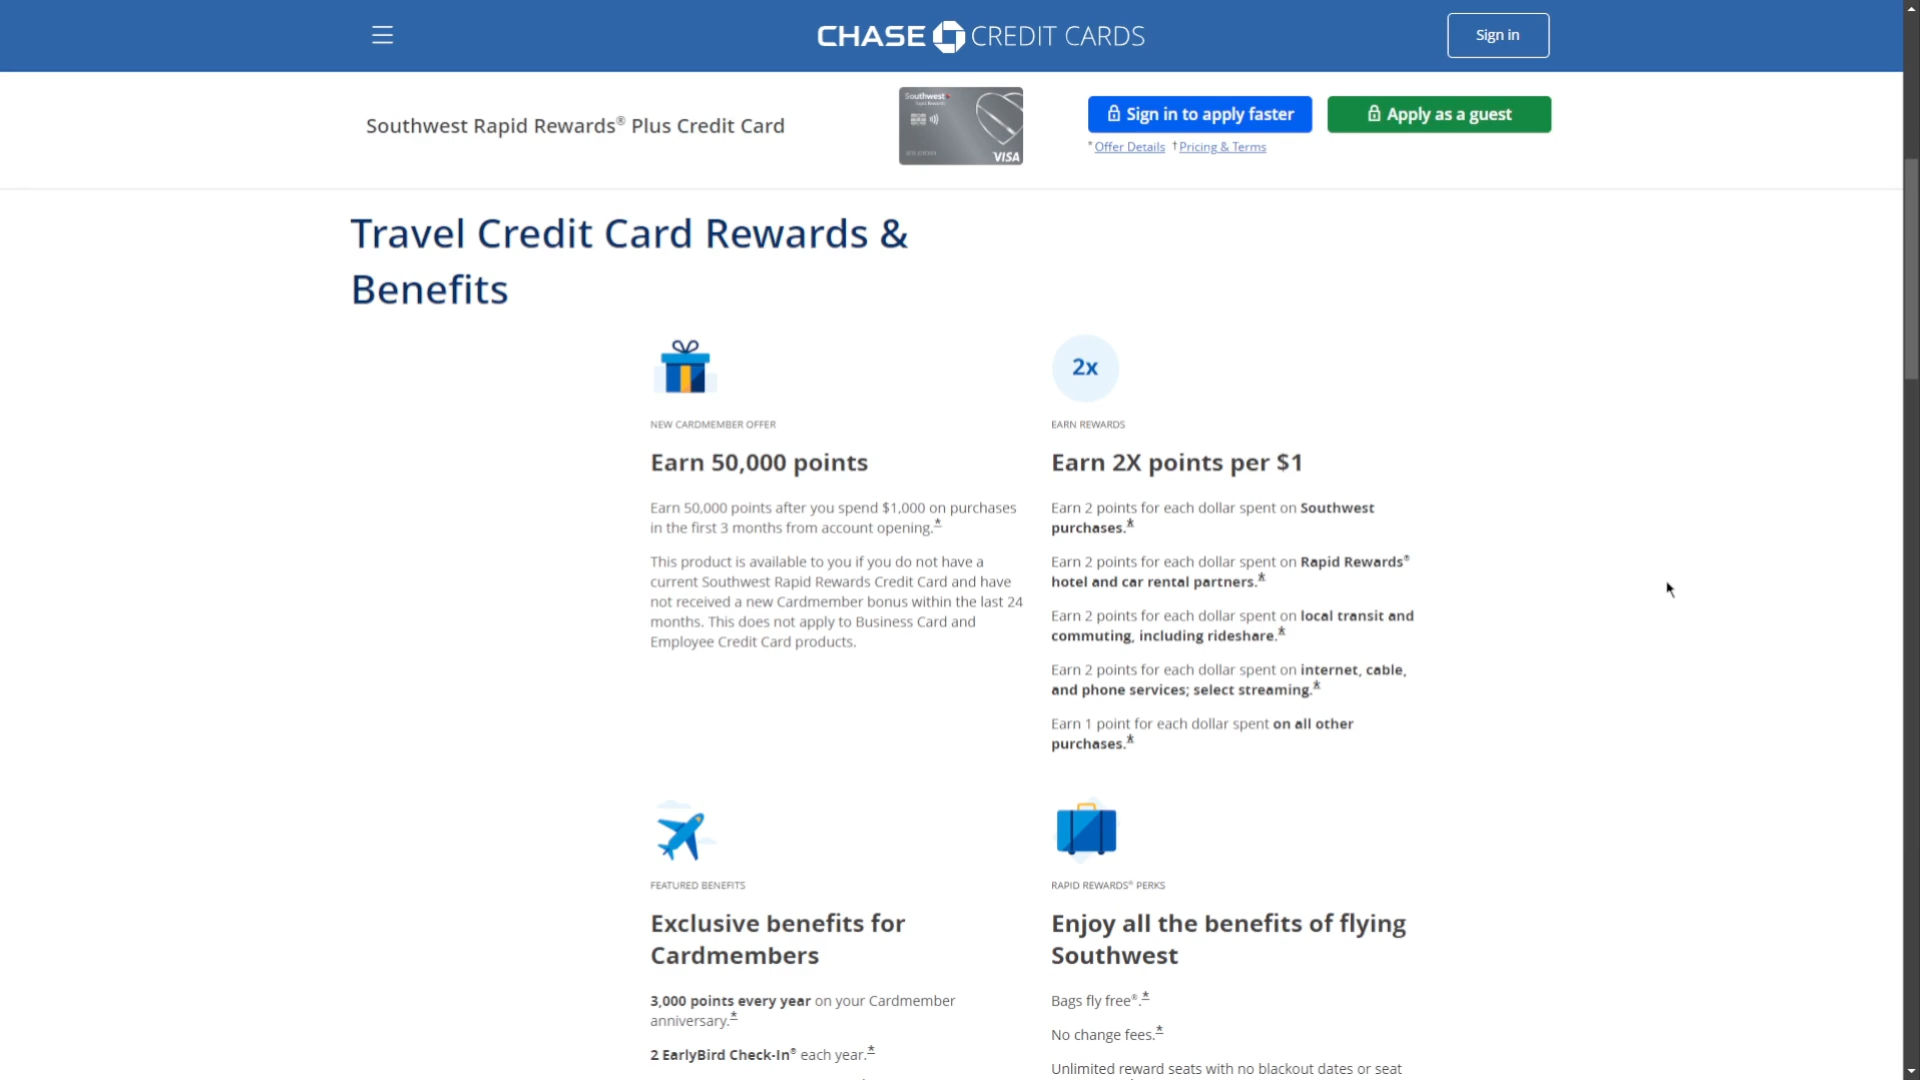 CHASE CREDIT CARDS
Sign in
Southwest Rapid Rewards® Plus Credit Card
Southwest
Rapid Rewards
VISA
Sign in to apply faster
Apply as a guest
*Offer Details †Pricing & Terms
Travel Credit Card Rewards &
Benefits
NEW CARDMEMBER OFFER
Earn 50,000 points
Earn 50,000 points after you spend $1,000 on purchases
in the first 3 months from account opening.*
This product is available to you if you do not have a
current Southwest Rapid Rewards Credit Card and have
not received a new Cardmember bonus within the last 24
months. This does not apply to Business Card and
Employee Credit Card products.
2x
EARN REWARDS
Earn 2X points per $1
Earn 2 points for each dollar spent on Southwest
purchases.*
Earn 2 points for each dollar spent on Rapid Rewards®
hotel and car rental partners.*
Earn 2 points for each dollar spent on local transit and
commuting, including rideshare.*
Earn 2 points for each dollar spent on internet, cable,
and phone services; select streaming.*
Earn 1 point for each dollar spent on all other
purchases.*
FEATURED BENEFITS
Exclusive benefits for
Cardmembers
3,000 points every year on your Cardmember
anniversary.*
2 EarlyBird Check-In® each year.*
RAPID REWARDS® PERKS
Enjoy all the benefits of flying
Southwest
Bags fly free®.*
No change fees.*
Unlimited reward seats with no blackout dates or seat